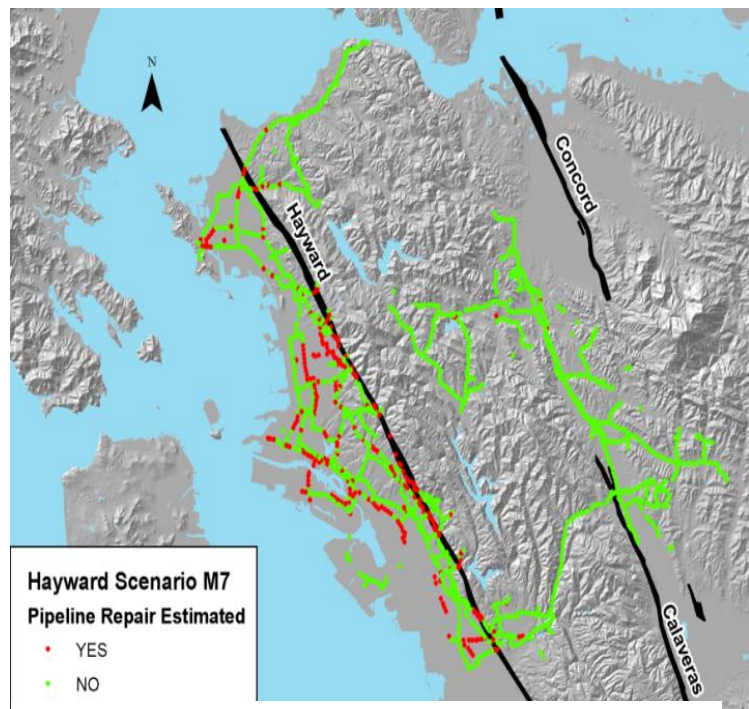 N
Concord
Hayward
Calaveras
Hayward Scenario M7
Pipeline Repair Estimated
YES
NO